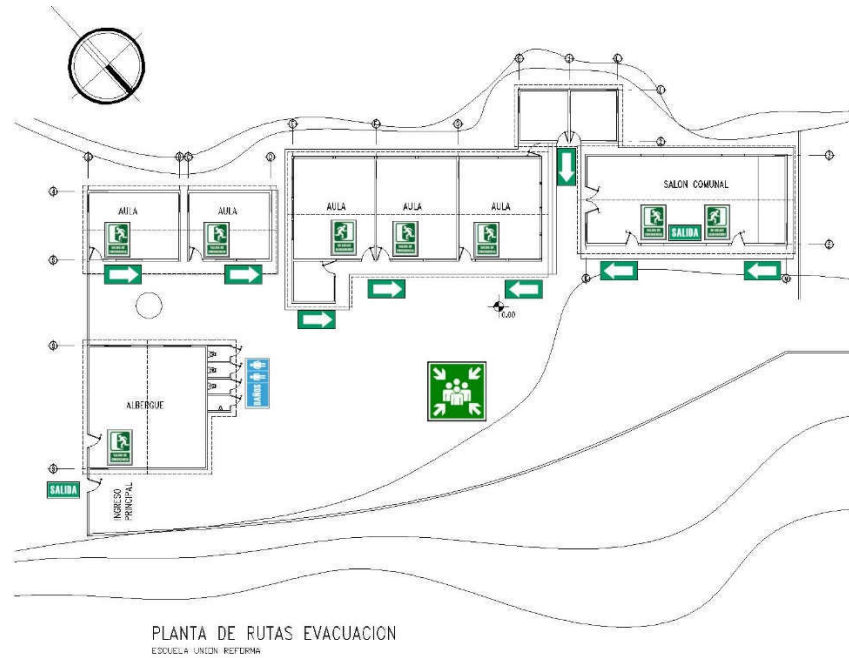 SALON COMUNAL
AULA
AULA
AULA
AULA
AULA
SALIDA
0.00
BAÑOS
ALBERGUE
SALIDA
INGRESO
PRINCIPAL
PLANTA DE RUTAS EVACUACION
ESCUELA UNION REFORMA